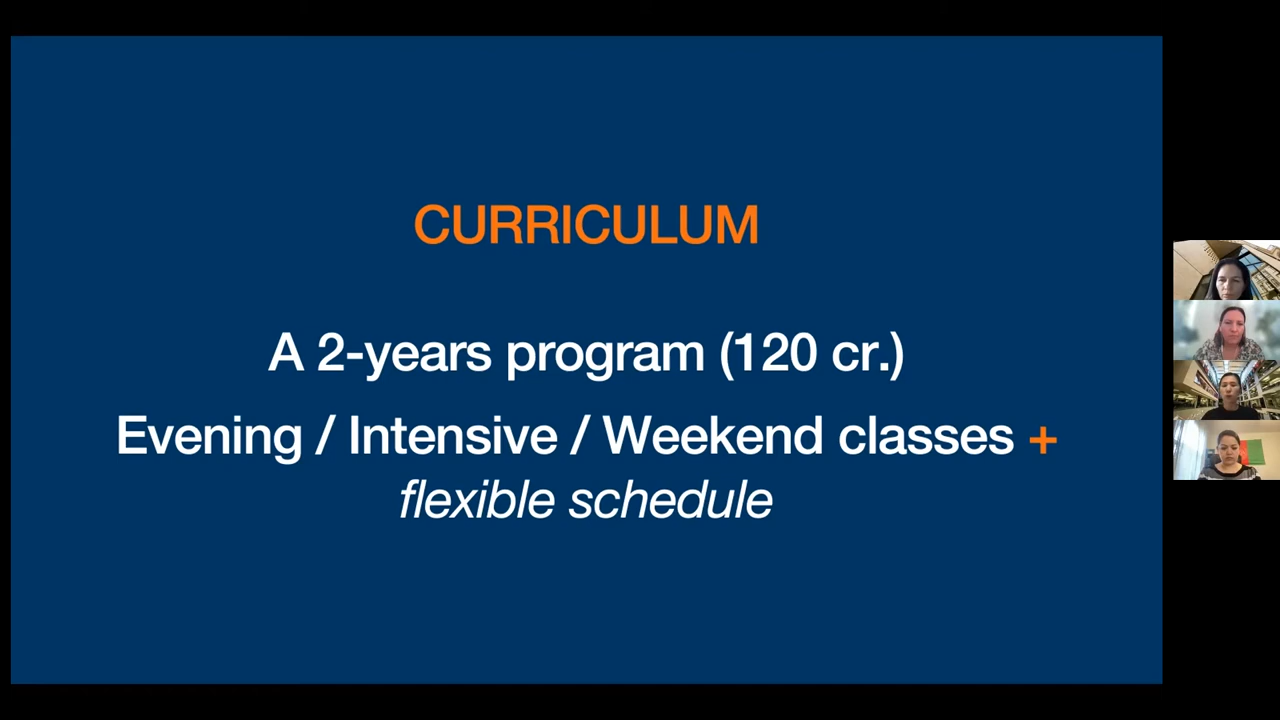 CURRICULUM
A 2-years program (120 cr.)
Evening / Intensive / Weekend classes +
flexible schedule